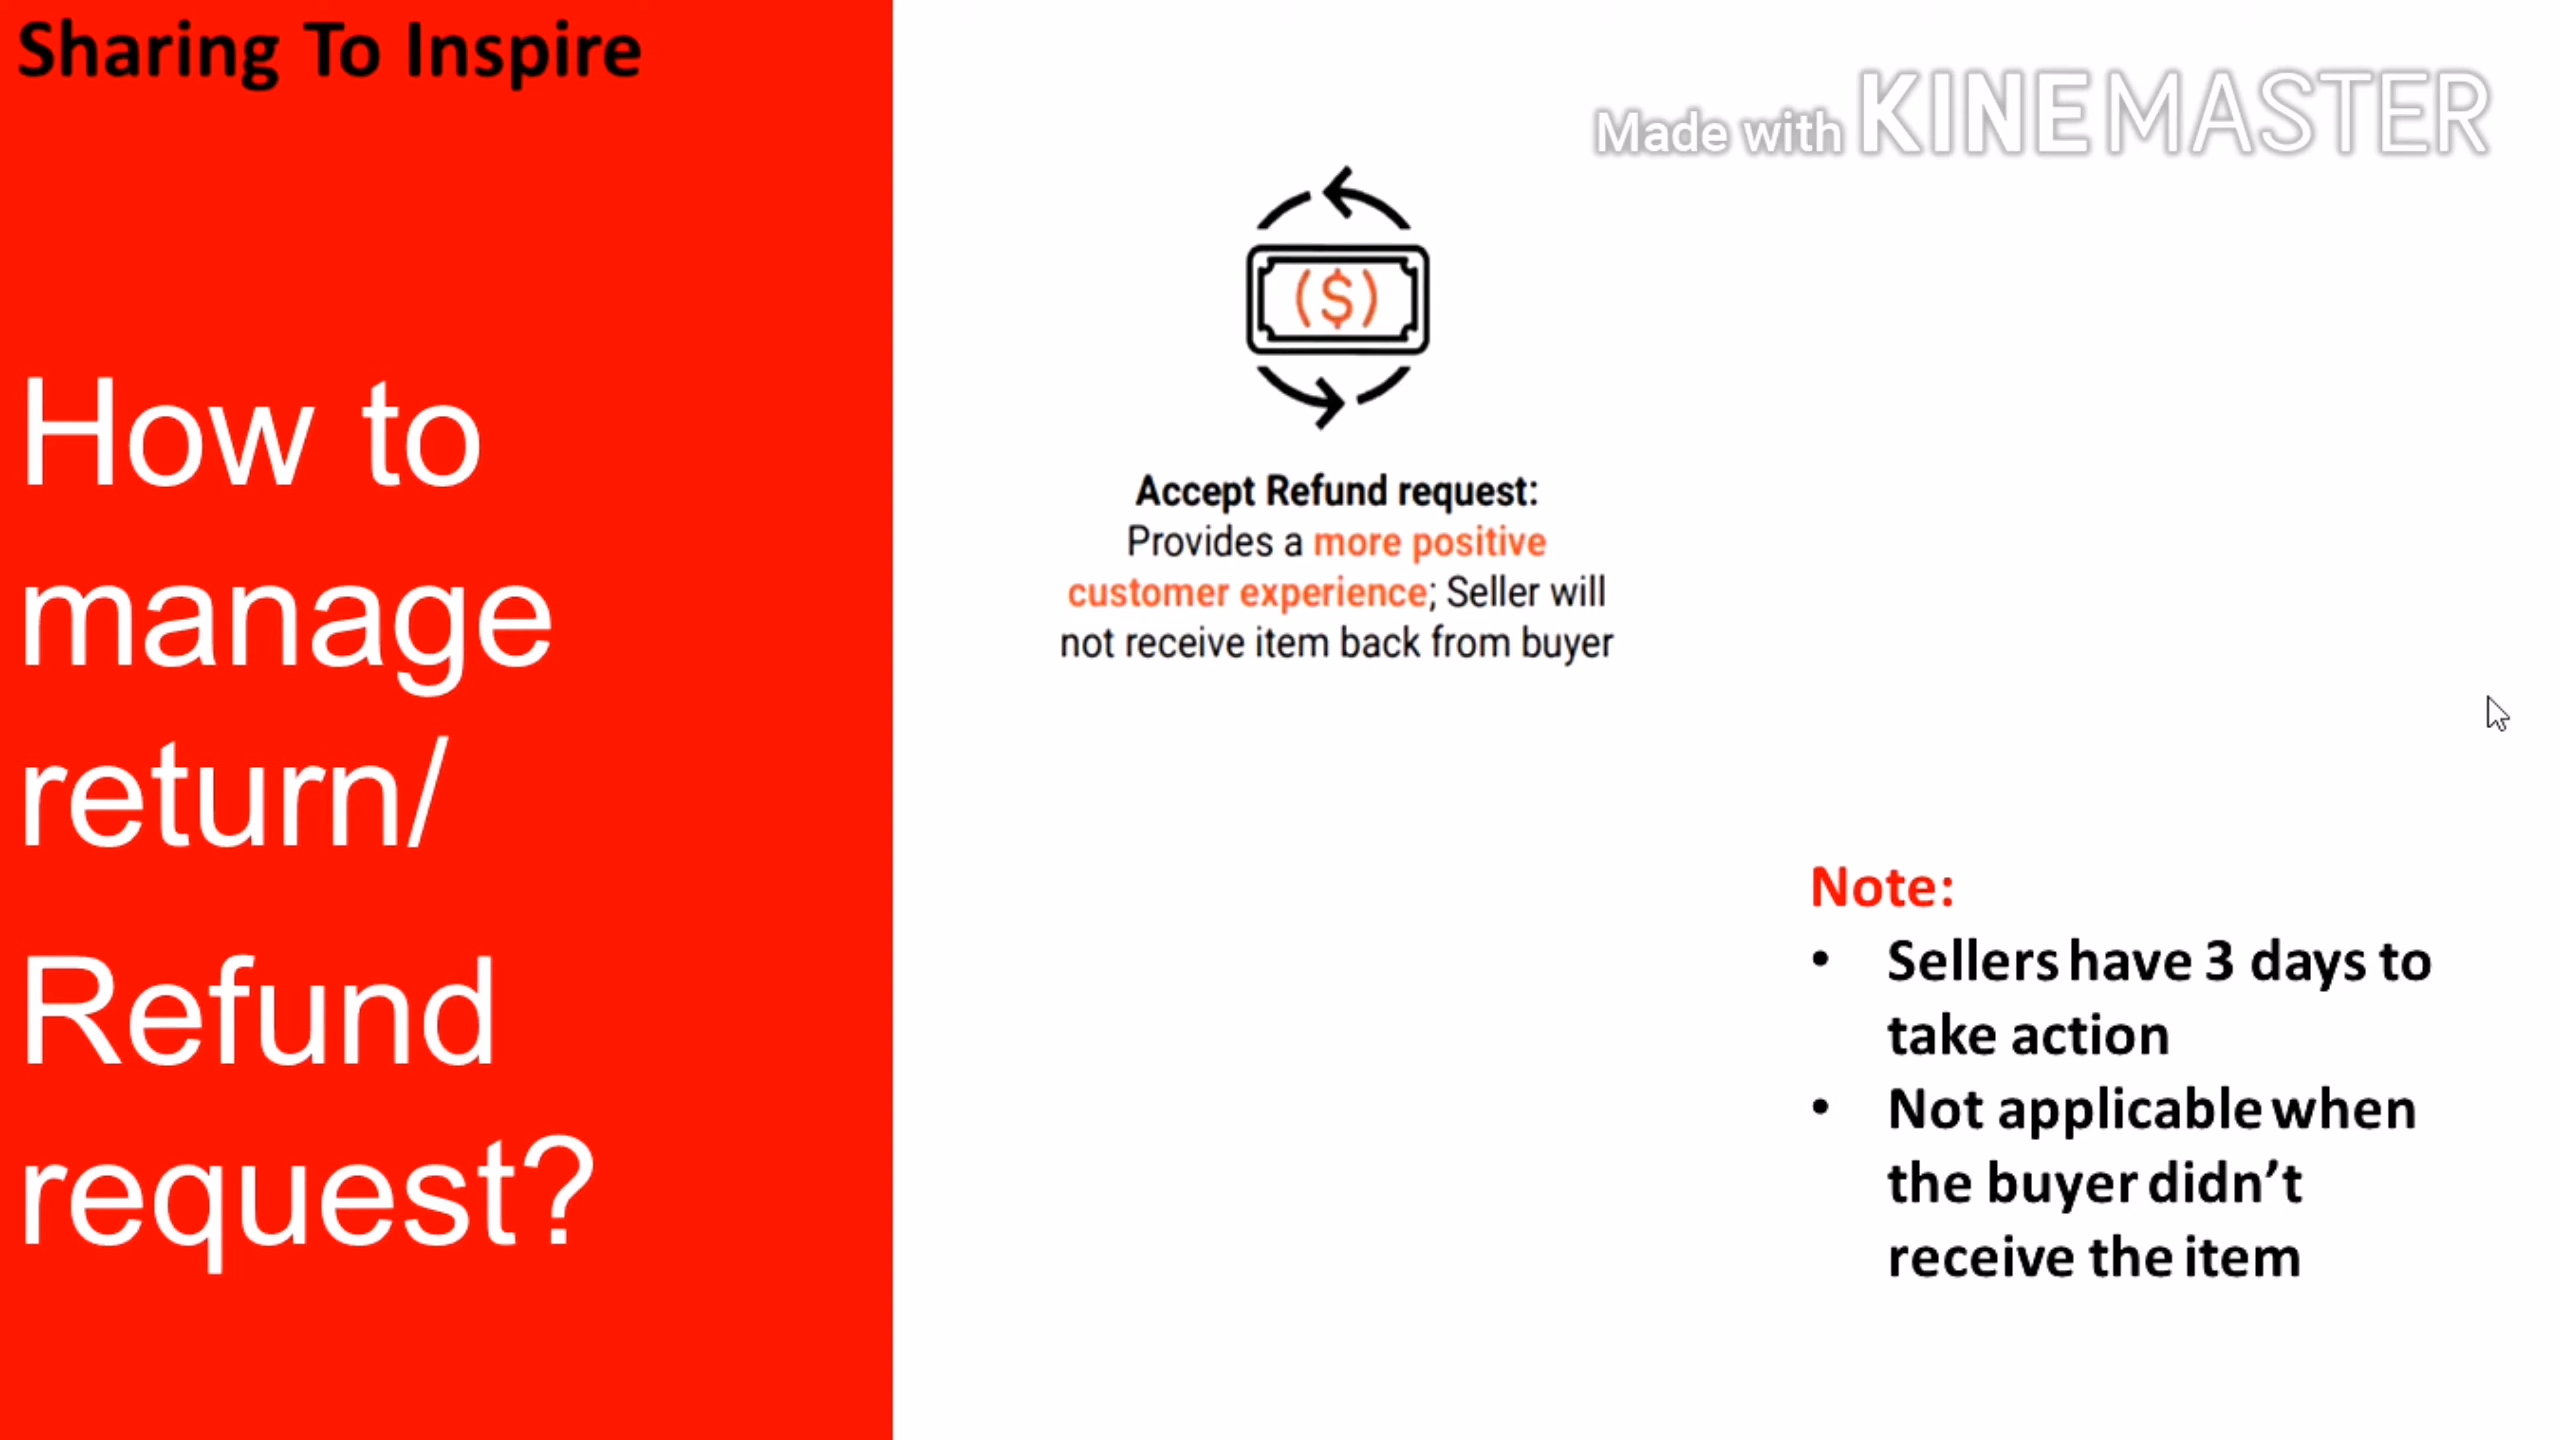 Sharing To Inspire
Made with KINEMASTER
How to
manage
return/
Refund
request?
($)
Accept Refund request:
Provides a more positive
customer experience; Seller will
not receive item back from buyer
Note:
• Sellers have 3 days to
take action
• Not applicable when
the buyer didn’t
receive the item